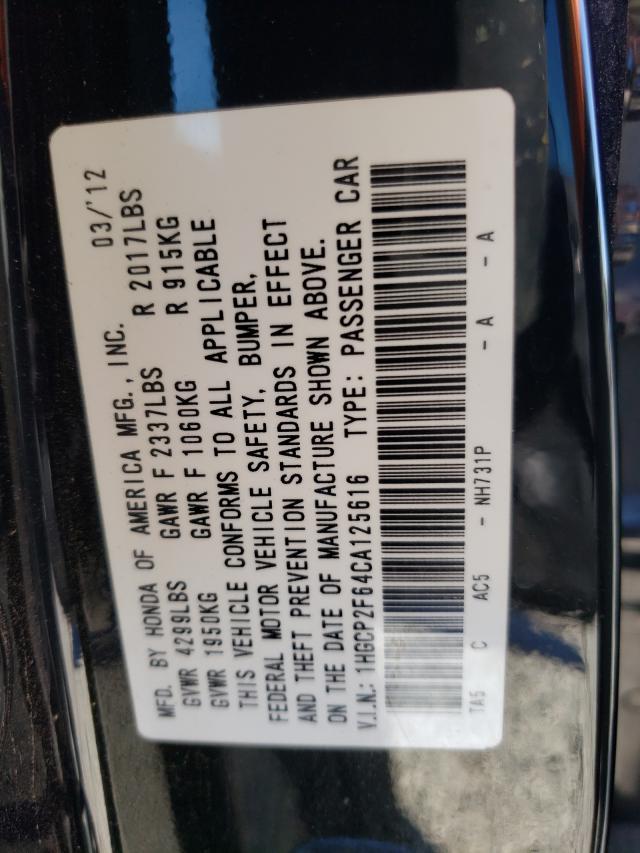 MFD. BY HONDA OF AMERICA MFG., INC. 03/'12
GVWR 4299LBS GAWR F 2337LBS R 2017LBS
GVWR 1950KG GAWR F 1060KG R 915KG
THIS VEHICLE CONFORMS TO ALL APPLICABLE
FEDERAL MOTOR VEHICLE SAFETY, BUMPER,
AND THEFT PREVENTION STANDARDS IN EFFECT
ON THE DATE OF MANUFACTURE SHOWN ABOVE.
V.I.N.: 1HGCP2F64CA125616 TYPE: PASSENGER CAR
TA5 C AC5 - NH731P - A - A